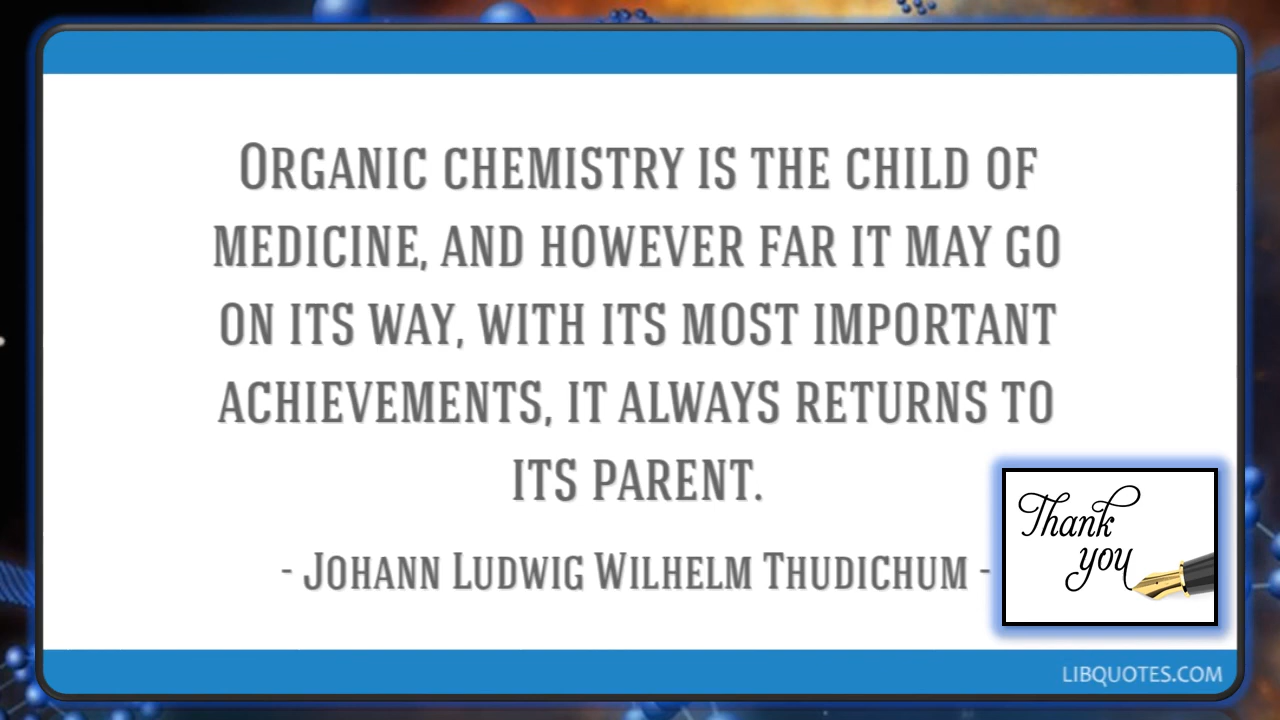 Organic chemistry is the child of
medicine, and however far it may go
on its way, with its most important
achievements, it always returns to
its parent.
- Johann Ludwig Wilhelm Thudichum -
Thank
you
LIBQUOTES.COM